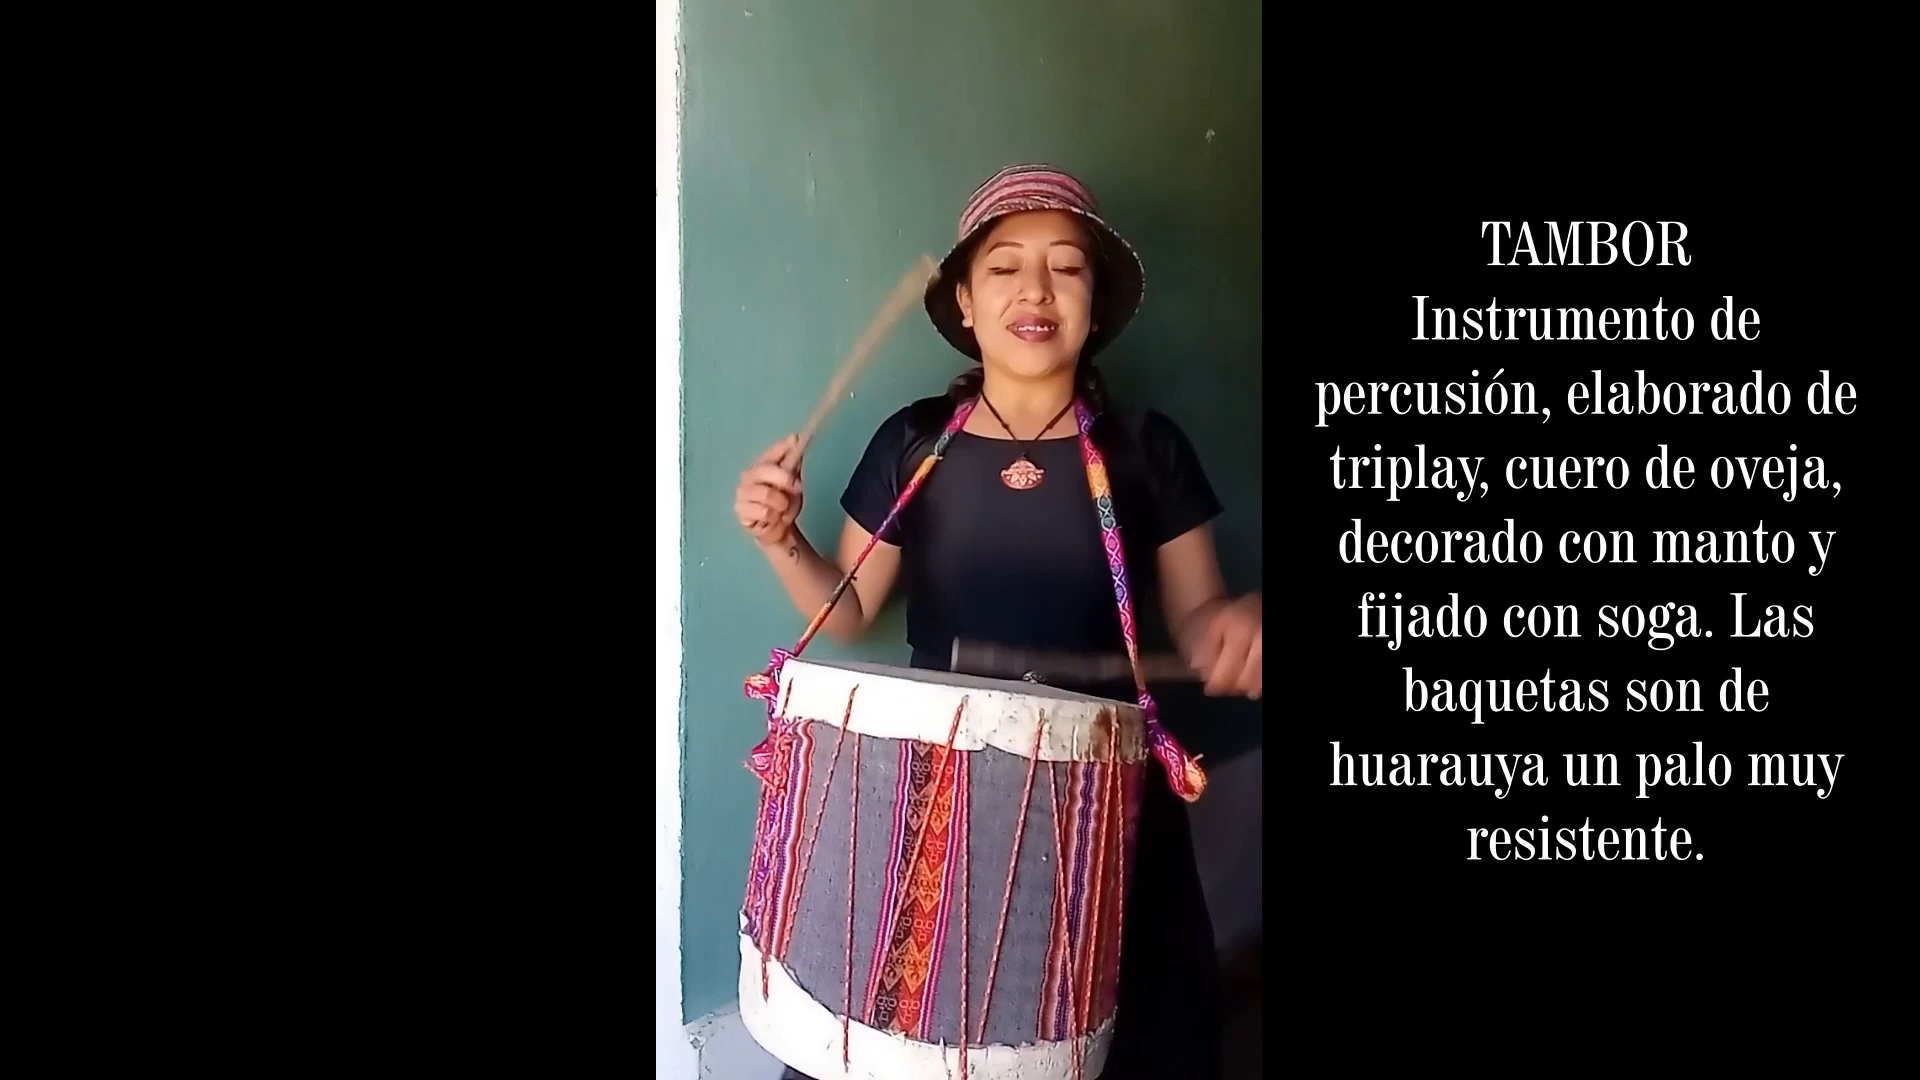 TAMBOR
Instrumento de
percusión, elaborado de
triplay, cuero de oveja,
decorado con manto y
fijado con soga. Las
baquetas son de
huarauya un palo muy
resistente.